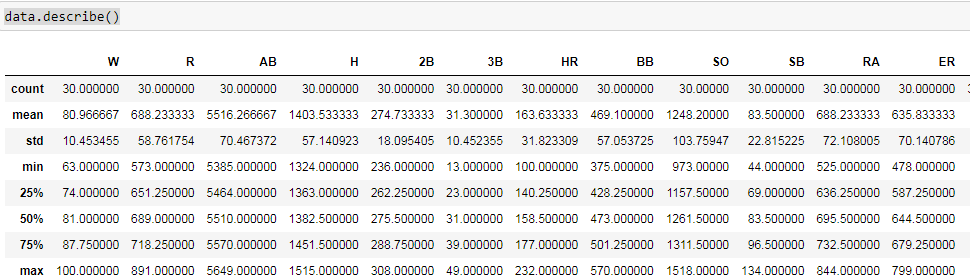 data.describe()
W R AB H 2B 3B HR BB SO SB RA ER
count 30.000000 30.000000 30.000000 30.000000 30.000000 30.000000 30.000000 30.000000 30.00000 30.000000 30.000000 30.000000
mean 80.966667 688.233333 5516.266667 1403.533333 274.733333 31.300000 163.633333 469.100000 1248.20000 83.500000 688.233333 635.833333
std 10.453455 58.761754 70.467372 57.140923 18.095405 10.452355 31.823309 57.053725 103.75947 22.815225 72.108005 70.140786
min 63.000000 573.000000 5385.000000 1324.000000 236.000000 13.000000 100.000000 375.000000 973.00000 44.000000 525.000000 478.000000
25% 74.000000 651.250000 5464.000000 1363.000000 262.250000 23.000000 140.250000 428.250000 1157.50000 69.000000 636.250000 587.250000
50% 81.000000 689.000000 5510.000000 1382.500000 275.500000 31.000000 158.500000 473.000000 1261.50000 83.500000 695.500000 644.500000
75% 87.750000 718.250000 5570.000000 1451.500000 288.750000 39.000000 177.000000 501.250000 1311.50000 96.500000 732.500000 679.250000
max 100.000000 891.000000 5649.000000 1515.000000 308.000000 49.000000 232.000000 570.000000 1518.00000 134.000000 844.000000 799.000000